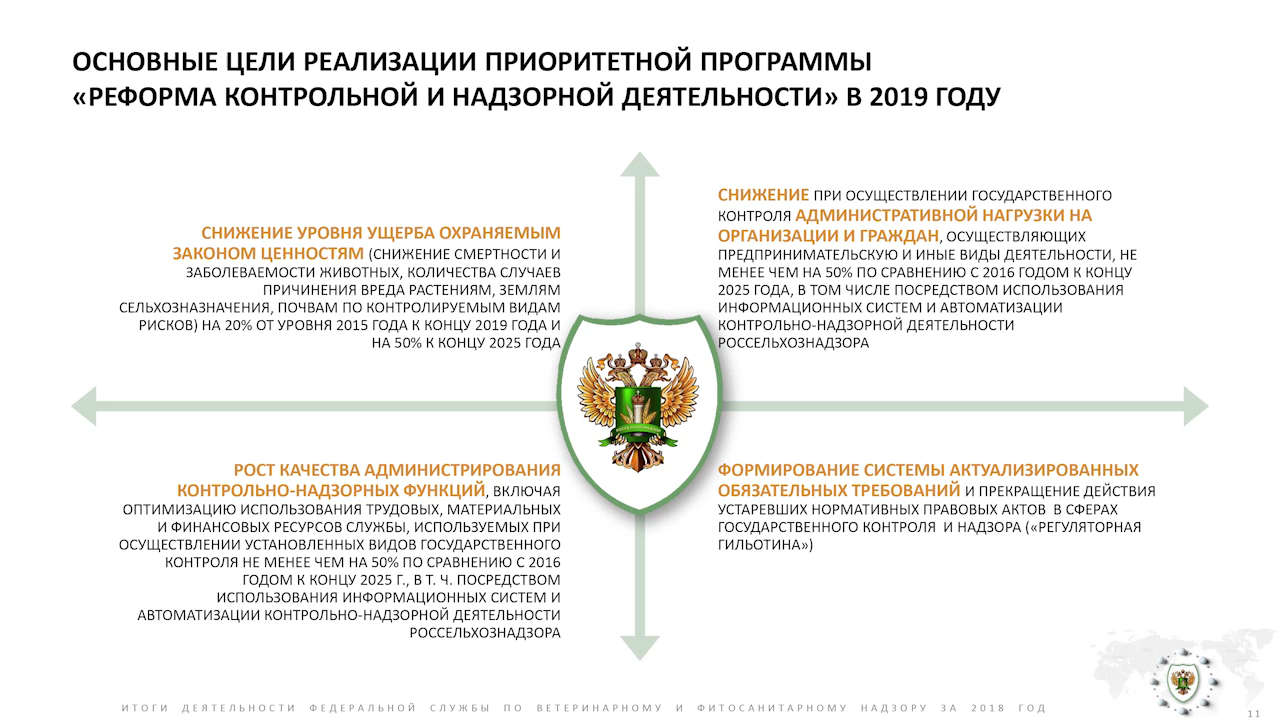 ОСНОВНЫЕ ЦЕЛИ РЕАЛИЗАЦИИ ПРИОРИТЕТНОЙ ПРОГРАММЫ
«РЕФОРМА КОНТРОЛЬНОЙ И НАДЗОРНОЙ ДЕЯТЕЛЬНОСТИ» В 2019 ГОДУ
СНИЖЕНИЕ УРОВНЯ УЩЕРБА ОХРАНЯЕМЫМ
ЗАКОНОМ ЦЕННОСТЯМ (СНИЖЕНИЕ СМЕРТНОСТИ И
ЗАБОЛЕВАЕМОСТИ ЖИВОТНЫХ, КОЛИЧЕСТВА СЛУЧАЕВ
ПРИЧИНЕНИЯ ВРЕДА РАСТЕНИЯМ, ЗЕМЛЯМ
СЕЛЬХОЗНАЗНАЧЕНИЯ, ПОЧВАМ ПО КОНТРОЛИРУЕМЫМ ВИДАМ
РИСКОВ) НА 20% ОТ УРОВНЯ 2015 ГОДА К КОНЦУ 2019 ГОДА И
НА 50% К КОНЦУ 2025 ГОДА
СНИЖЕНИЕ ПРИ ОСУЩЕСТВЛЕНИИ ГОСУДАРСТВЕННОГО
КОНТРОЛЯ АДМИНИСТРАТИВНОЙ НАГРУЗКИ НА
ОРГАНИЗАЦИИ И ГРАЖДАН, ОСУЩЕСТВЛЯЮЩИХ
ПРЕДПРИНИМАТЕЛЬСКУЮ И ИНЫЕ ВИДЫ ДЕЯТЕЛЬНОСТИ, НЕ
МЕНЕЕ ЧЕМ НА 50% ПО СРАВНЕНИЮ С 2016 ГОДОМ К КОНЦУ
2025 ГОДА, В ТОМ ЧИСЛЕ ПОСРЕДСТВОМ ИСПОЛЬЗОВАНИЯ
ИНФОРМАЦИОННЫХ СИСТЕМ И АВТОМАТИЗАЦИИ
КОНТРОЛЬНО-НАДЗОРНОЙ ДЕЯТЕЛЬНОСТИ
РОССЕЛЬХОЗНАДЗОРА
РОСТ КАЧЕСТВА АДМИНИСТРИРОВАНИЯ
КОНТРОЛЬНО-НАДЗОРНЫХ ФУНКЦИЙ, ВКЛЮЧАЯ
ОПТИМИЗАЦИЮ ИСПОЛЬЗОВАНИЯ ТРУДОВЫХ, МАТЕРИАЛЬНЫХ
И ФИНАНСОВЫХ РЕСУРСОВ СЛУЖБЫ, ИСПОЛЬЗУЕМЫХ ПРИ
ОСУЩЕСТВЛЕНИИ УСТАНОВЛЕННЫХ ВИДОВ ГОСУДАРСТВЕННОГО
КОНТРОЛЯ НЕ МЕНЕЕ ЧЕМ НА 50% ПО СРАВНЕНИЮ С 2016
ГОДОМ К КОНЦУ 2025 Г., В Т. Ч. ПОСРЕДСТВОМ
ИСПОЛЬЗОВАНИЯ ИНФОРМАЦИОННЫХ СИСТЕМ И
АВТОМАТИЗАЦИИ КОНТРОЛЬНО-НАДЗОРНОЙ ДЕЯТЕЛЬНОСТИ
РОССЕЛЬХОЗНАДЗОРА
ФОРМИРОВАНИЕ СИСТЕМЫ АКТУАЛИЗИРОВАННЫХ
ОБЯЗАТЕЛЬНЫХ ТРЕБОВАНИЙ И ПРЕКРАЩЕНИЕ ДЕЙСТВИЯ
УСТАРЕВШИХ НОРМАТИВНЫХ ПРАВОВЫХ АКТОВ В СФЕРАХ
ГОСУДАРСТВЕННОГО КОНТРОЛЯ И НАДЗОРА («РЕГУЛЯТОРНАЯ
ГИЛЬОТИНА»)
ИТОГИ ДЕЯТЕЛЬНОСТИ ФЕДЕРАЛЬНОЙ СЛУЖБЫ ПО ВЕТЕРИНАРНОМУ И ФИТОСАНИТАРНОМУ НАДЗОРУ ЗА 2018 ГОД
11